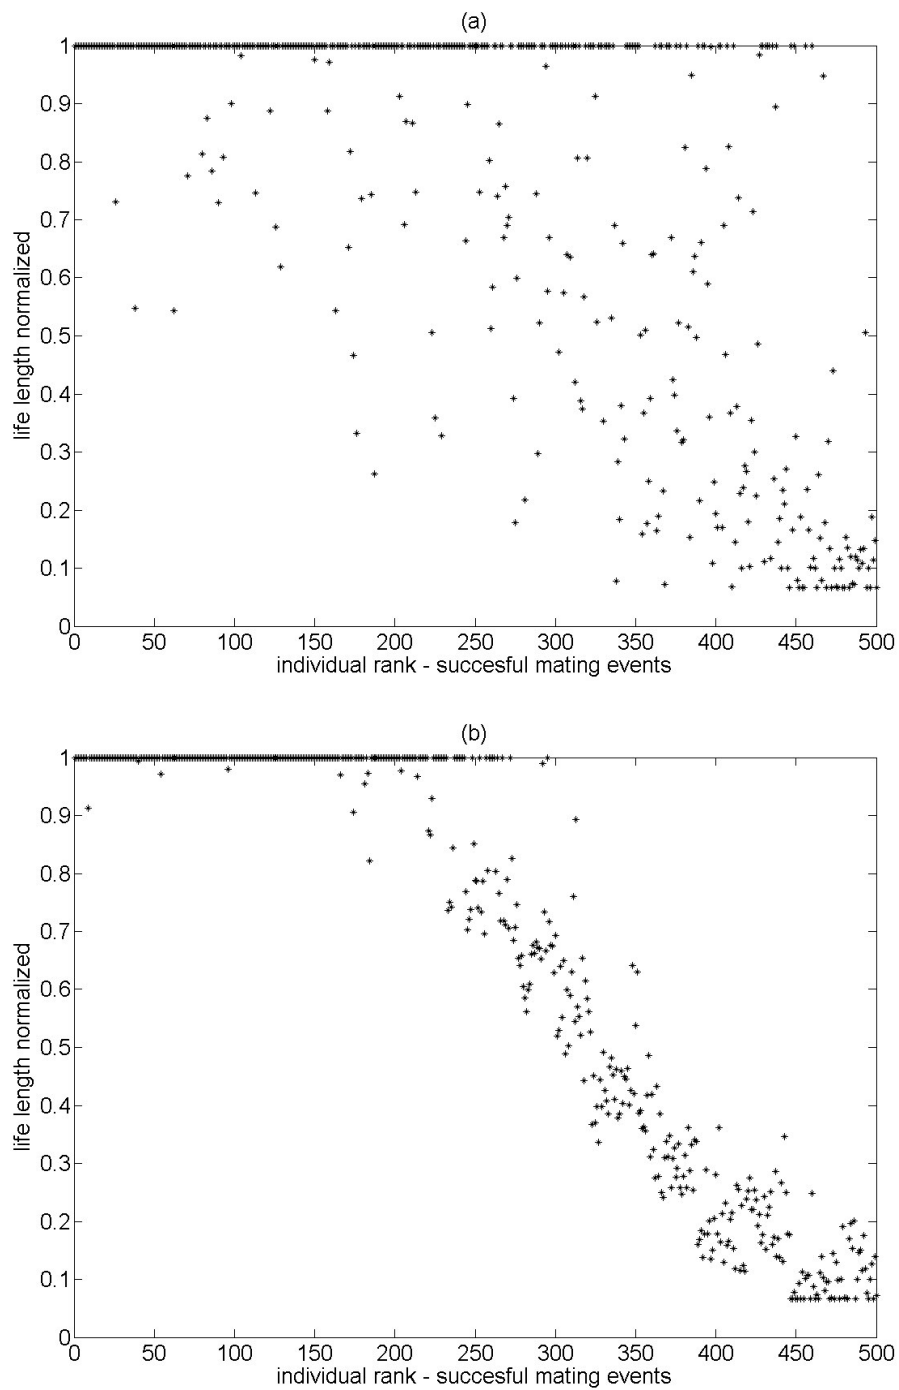 (a)
1
0.9
0.8
0.7
0.6
0.5
0.4
0.3
0.2
0.1
0
life length normalized
0 50 100 150 200 250 300 350 400 450 500
individual rank - succesful mating events
(b)
1
0.9
0.8
0.7
0.6
0.5
0.4
0.3
0.2
0.1
0
life length normalized
0 50 100 150 200 250 300 350 400 450 500
individual rank - succesful mating events